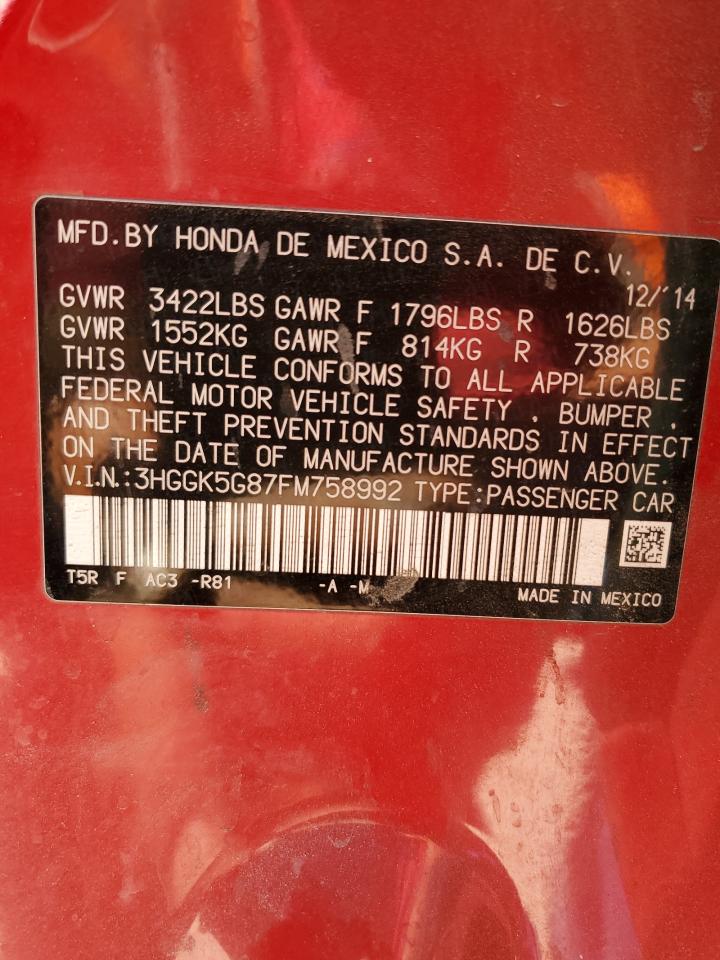 MFD.BY HONDA DE MEXICO S.A. DE C.V.
12/'14
GVWR 3422LBS GAWR F 1796LBS R 1626LBS
GVWR 1552KG GAWR F 814KG R 738KG
THIS VEHICLE CONFORMS TO ALL APPLICABLE
FEDERAL MOTOR VEHICLE SAFETY , BUMPER ,
AND THEFT PREVENTION STANDARDS IN EFFECT
ON THE DATE OF MANUFACTURE SHOWN ABOVE.
V.I.N.:3HGGK5G87FM758992 TYPE:PASSENGER CAR
T5R F AC3 -R81 -A -M
MADE IN MEXICO